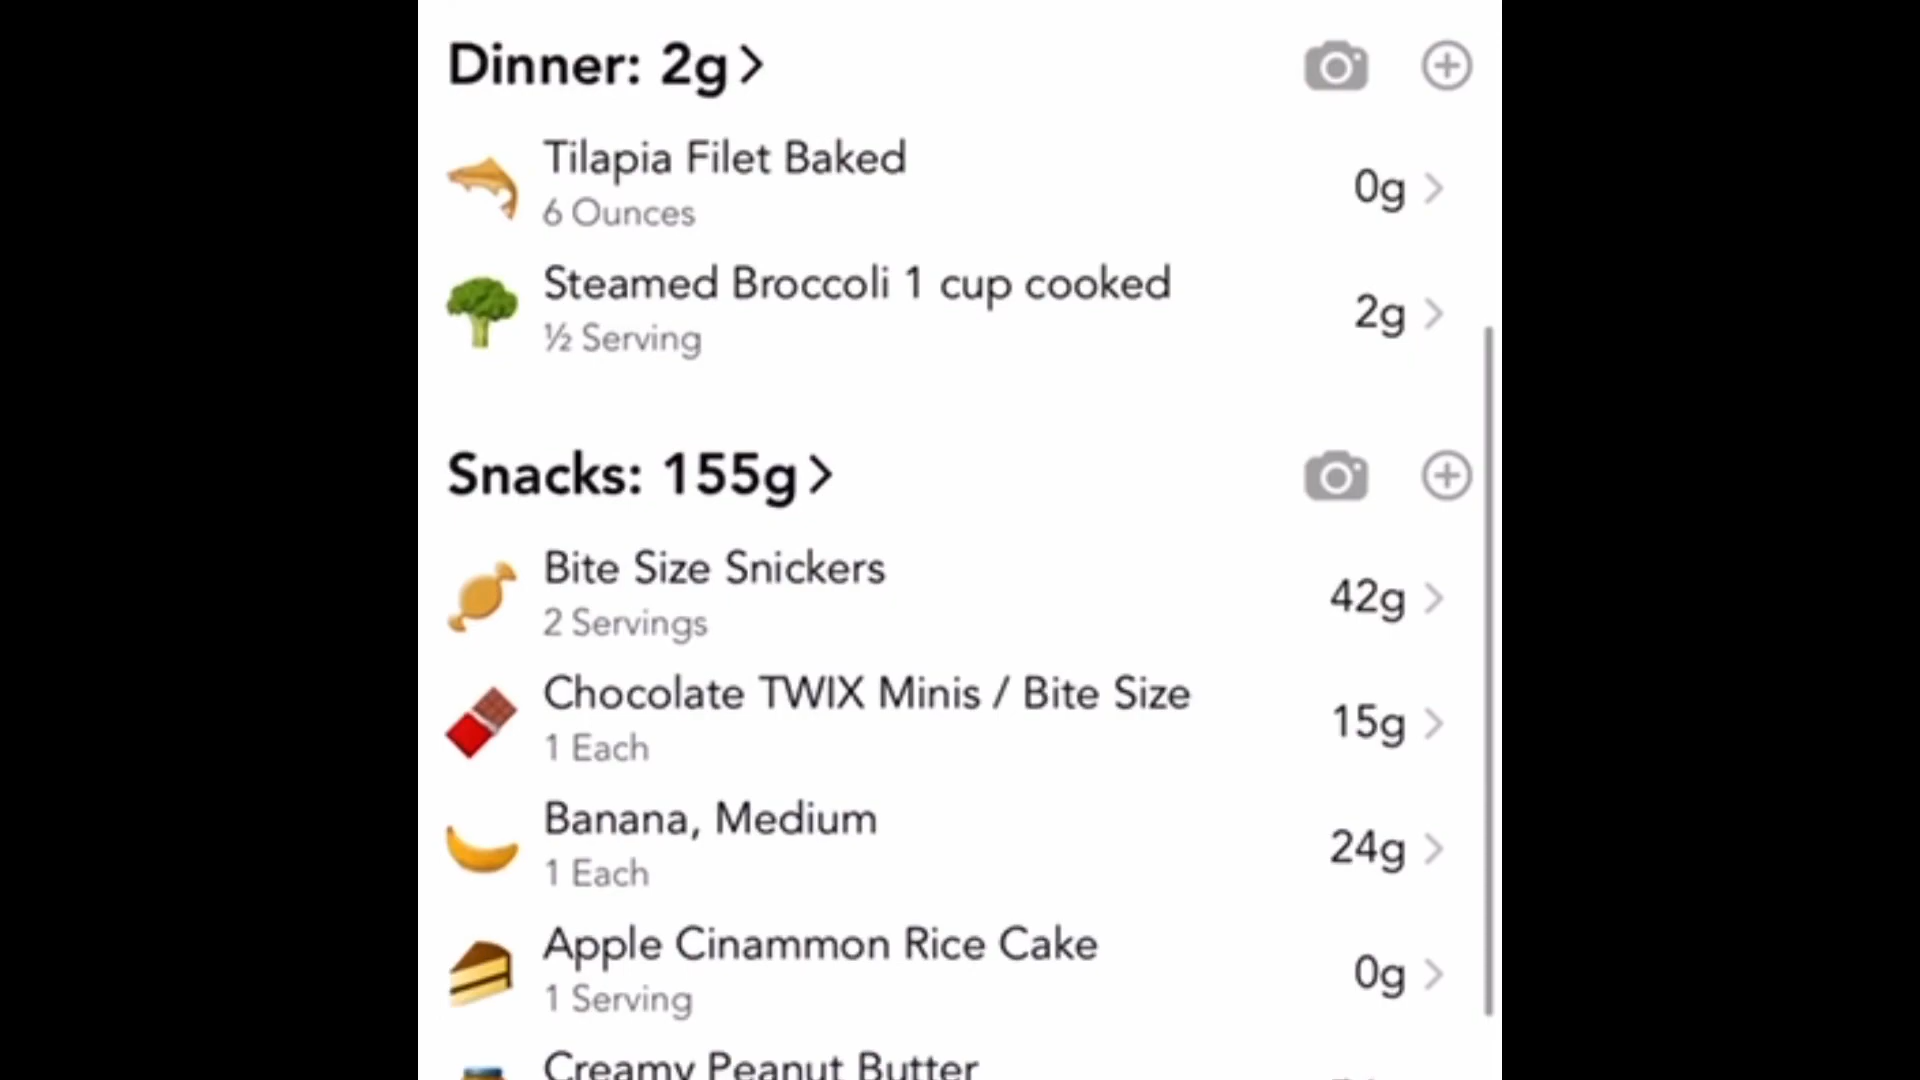 Dinner: 2g
Tilapia Filet Baked
6 Ounces
0g
Steamed Broccoli 1 cup cooked
½ Serving
2g
Snacks: 155g
Bite Size Snickers
2 Servings
42g
Chocolate TWIX Minis / Bite Size
1 Each
15g
Banana, Medium
1 Each
24g
Apple Cinammon Rice Cake
1 Serving
0g
Creamy Peanut Butter